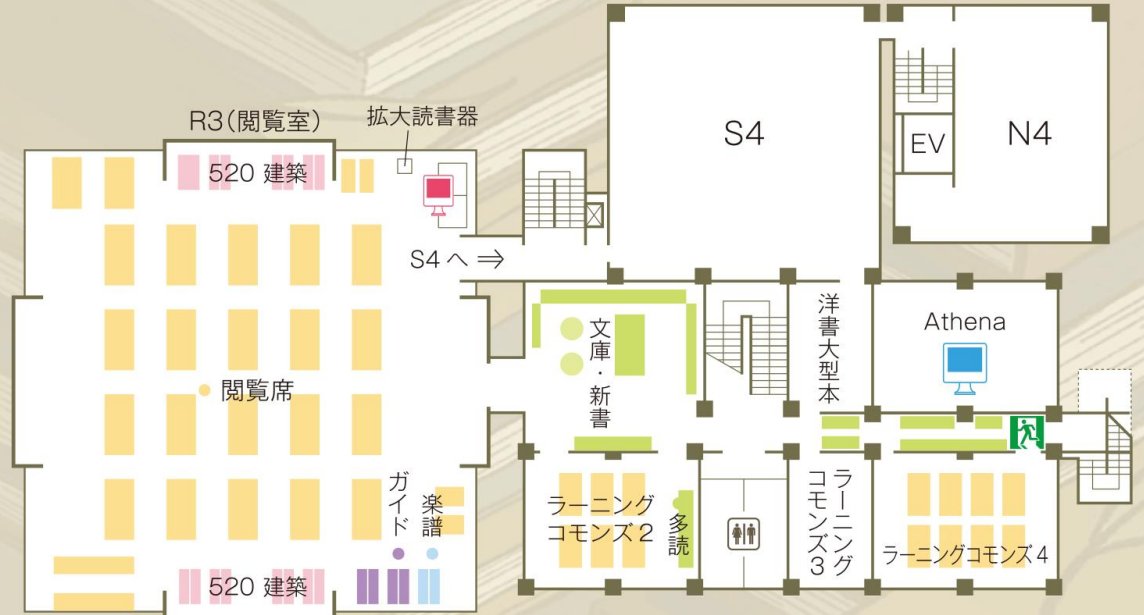 R3(閲覧室)
拡大読書器
520 建築
S4
EV
N4
S4 へ ⇒
文庫・新書
洋書大型本
Athena
閲覧席
ガイド
楽譜
ラーニング
コモンズ2
多読
ラーニング
コモンズ3
ラーニングコモンズ4
520 建築